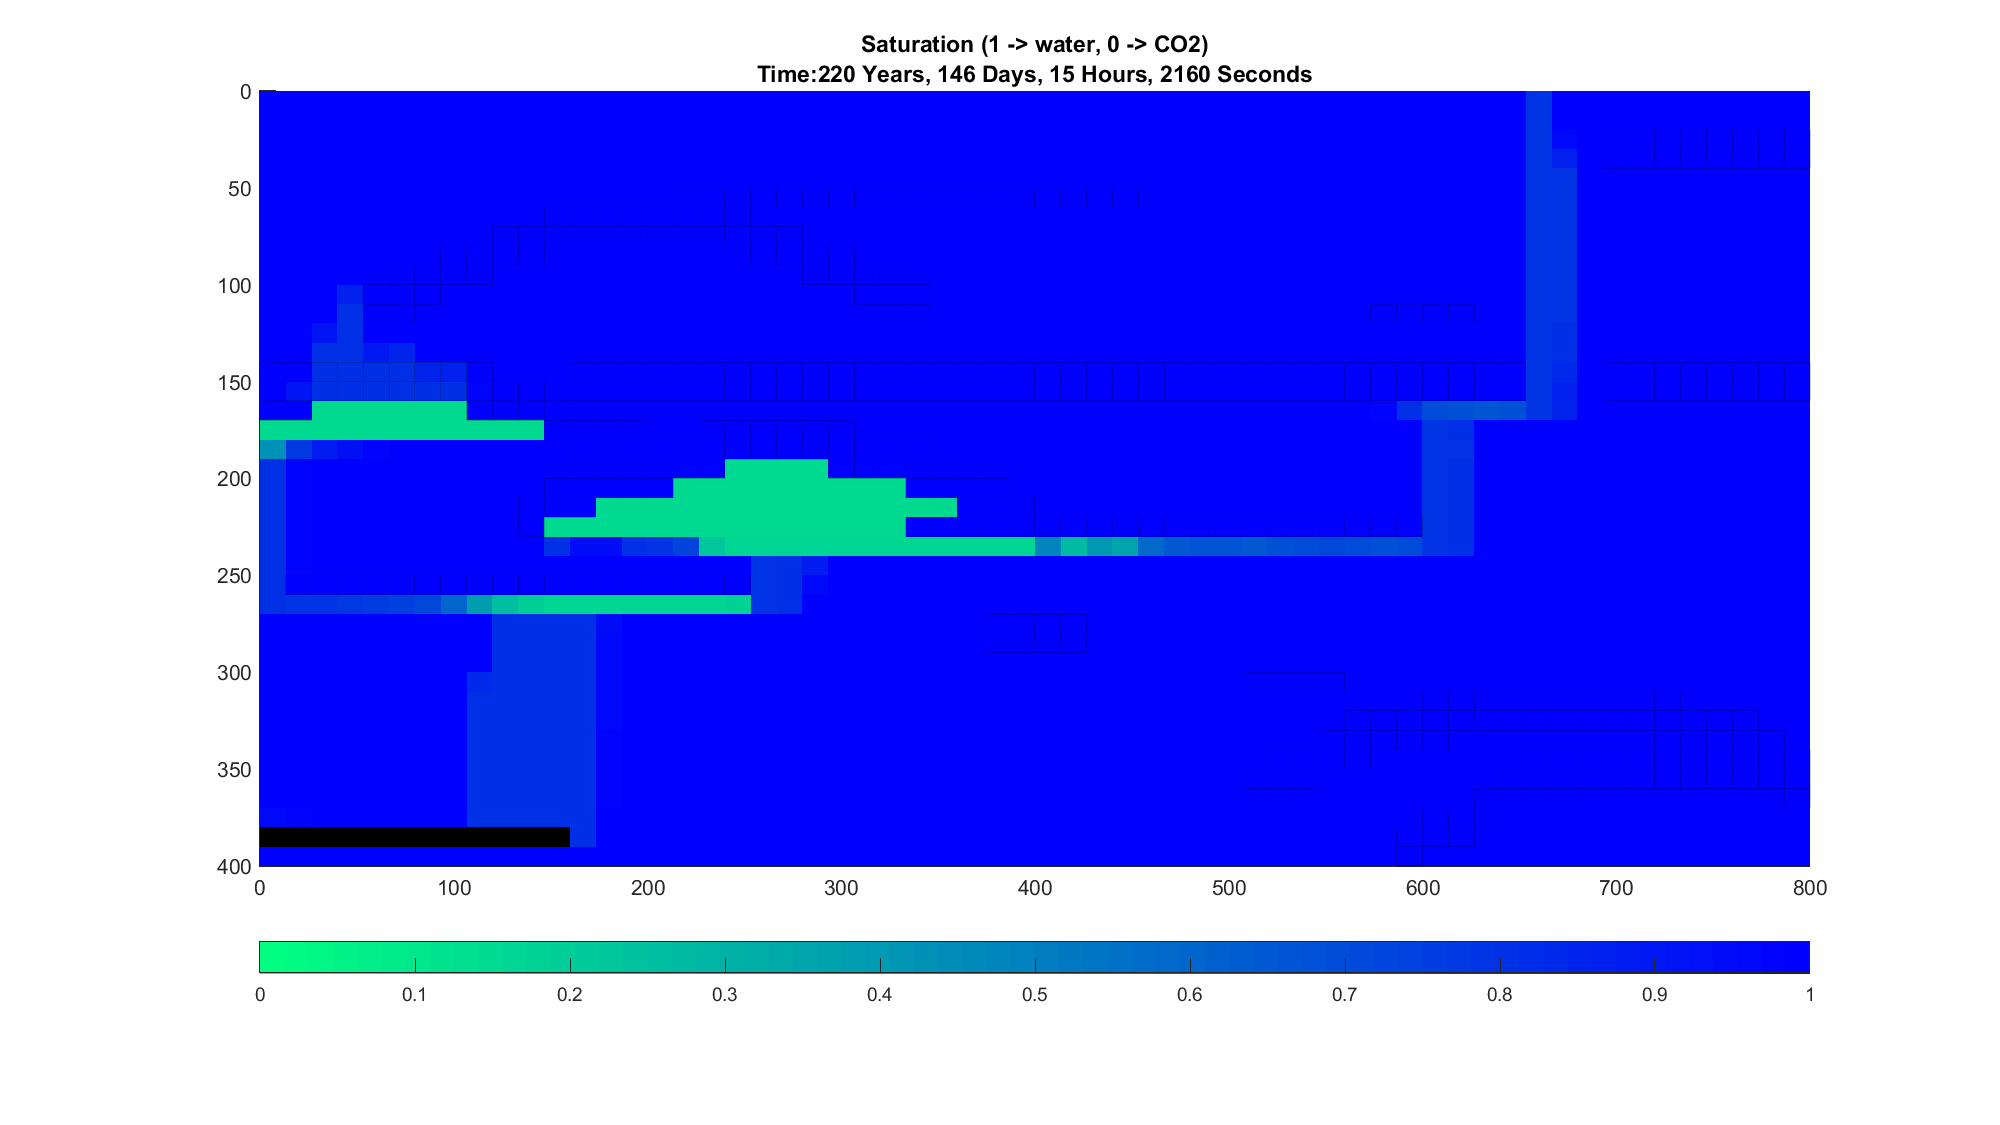 Saturation (1 -> water, 0 -> CO2)
Time:220 Years, 146 Days, 15 Hours, 2160 Seconds
0
50
100
150
200
250
300
350
400
0 100 200 300 400 500 600 700 800
0 0.1 0.2 0.3 0.4 0.5 0.6 0.7 0.8 0.9 1